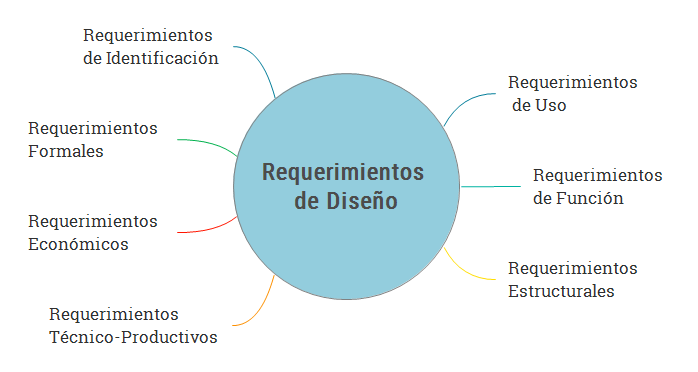 Requerimientos
de Identificación
Requerimientos
Formales
Requerimientos
Económicos
Requerimientos
Técnico-Productivos
Requerimientos
de Diseño
Requerimientos
de Uso
Requerimientos
de Función
Requerimientos
Estructurales